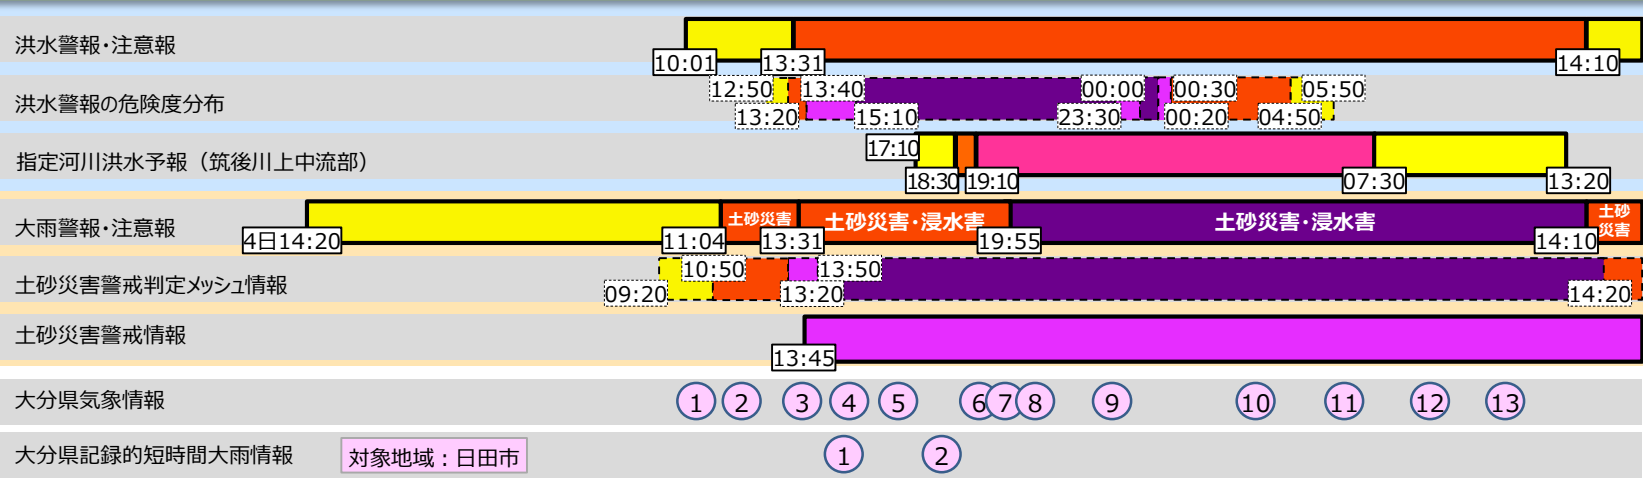 洪水警報・注意報
10:01
13:31
14:10
洪水警報の危険度分布
12:50
13:40
00:00
00:30
05:50
13:20
15:10
23:30
00:20
04:50
指定河川洪水予報（筑後川上中流部）
17:10
18:30
19:10
07:30
13:20
大雨警報・注意報
土砂災害
土砂災害・浸水害
土砂災害・浸水害
土砂
災害
4日14:20
11:04
13:31
19:55
14:10
土砂災害警戒判定メッシュ情報
10:50
13:50
09:20
13:20
14:20
土砂災害警戒情報
13:45
大分県気象情報
1 2 3 4 5 6 7 8 9 10 11 12 13
大分県記録的短時間大雨情報
対象地域：日田市
1 2